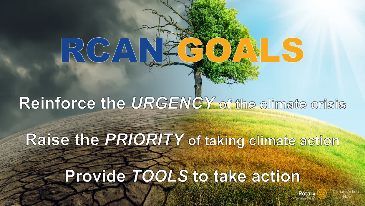 RCAN GOALS
Reinforce the URGENCY of the climate crisis
Raise the PRIORITY of taking climate action
Provide TOOLS to take action